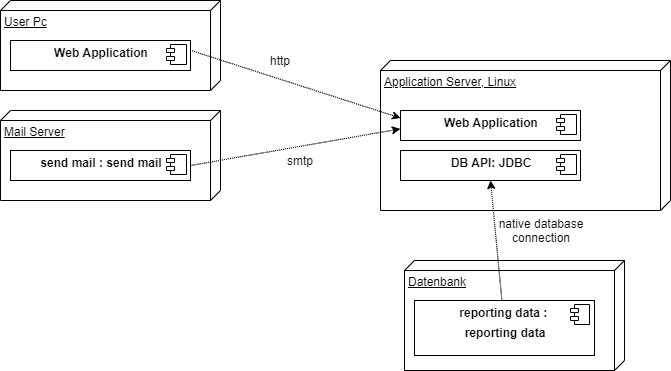 User Pc
Web Application
http
Application Server, Linux
Web Application
Mail Server
send mail : send mail
smtp
DB API: JDBC
native database
connection
Datenbank
reporting data :
reporting data